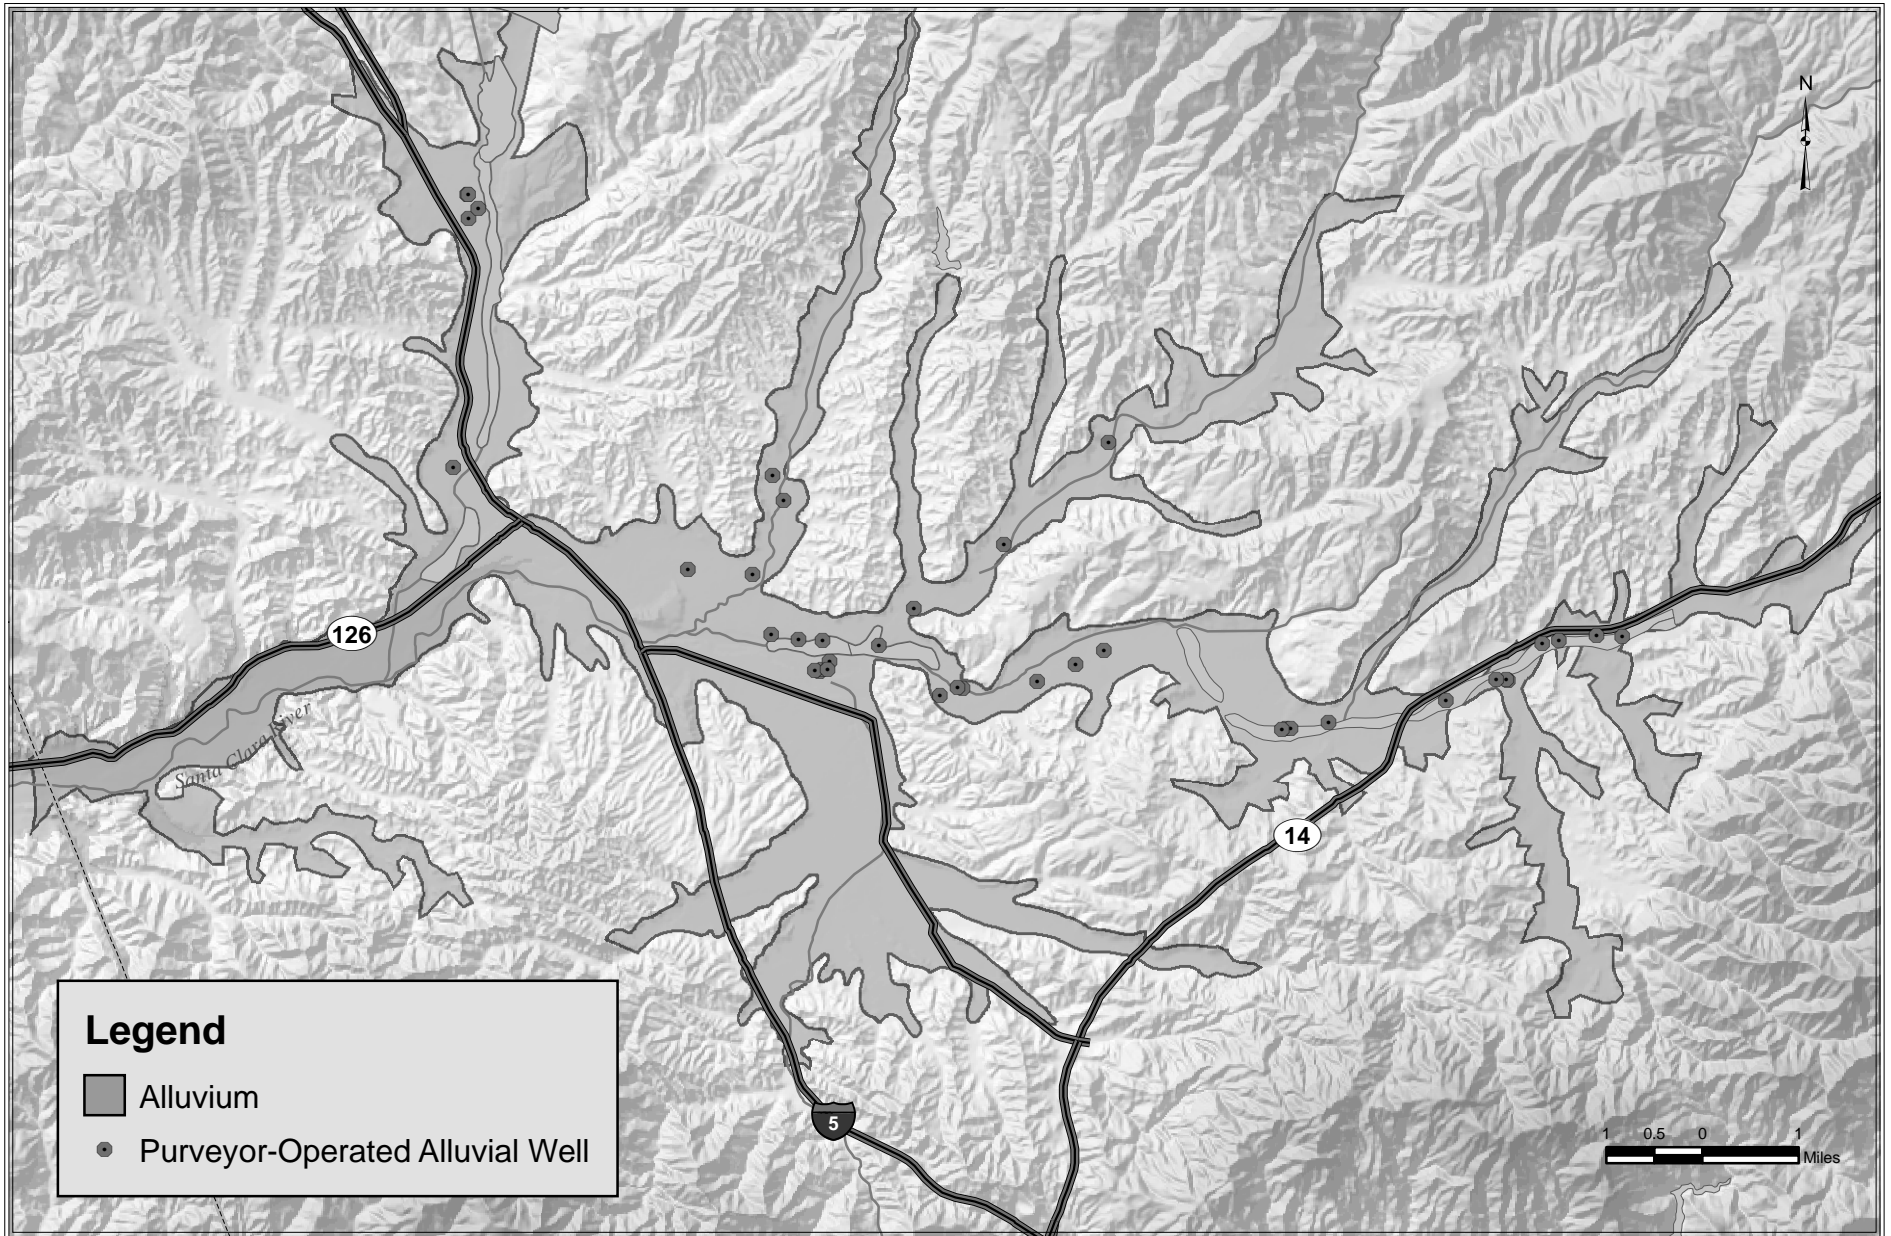 N
126
Santa Clara River
14
Legend
Alluvium
Purveyor-Operated Alluvial Well
5
1 0.5 0 1
Miles